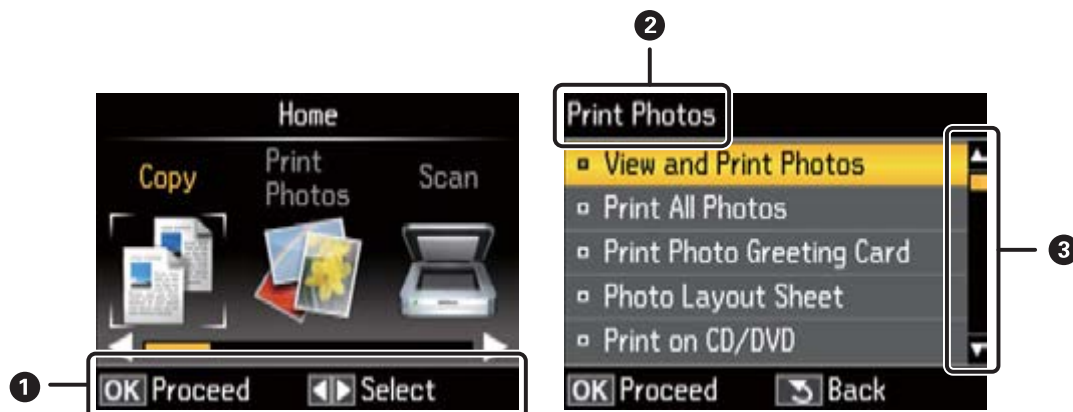 2
Home
Copy
Print
Photos
Scan
OK Proceed
Select
1
Print Photos
View and Print Photos
Print All Photos
Print Photo Greeting Card
Photo Layout Sheet
Print on CD/DVD
OK Proceed
Back
3